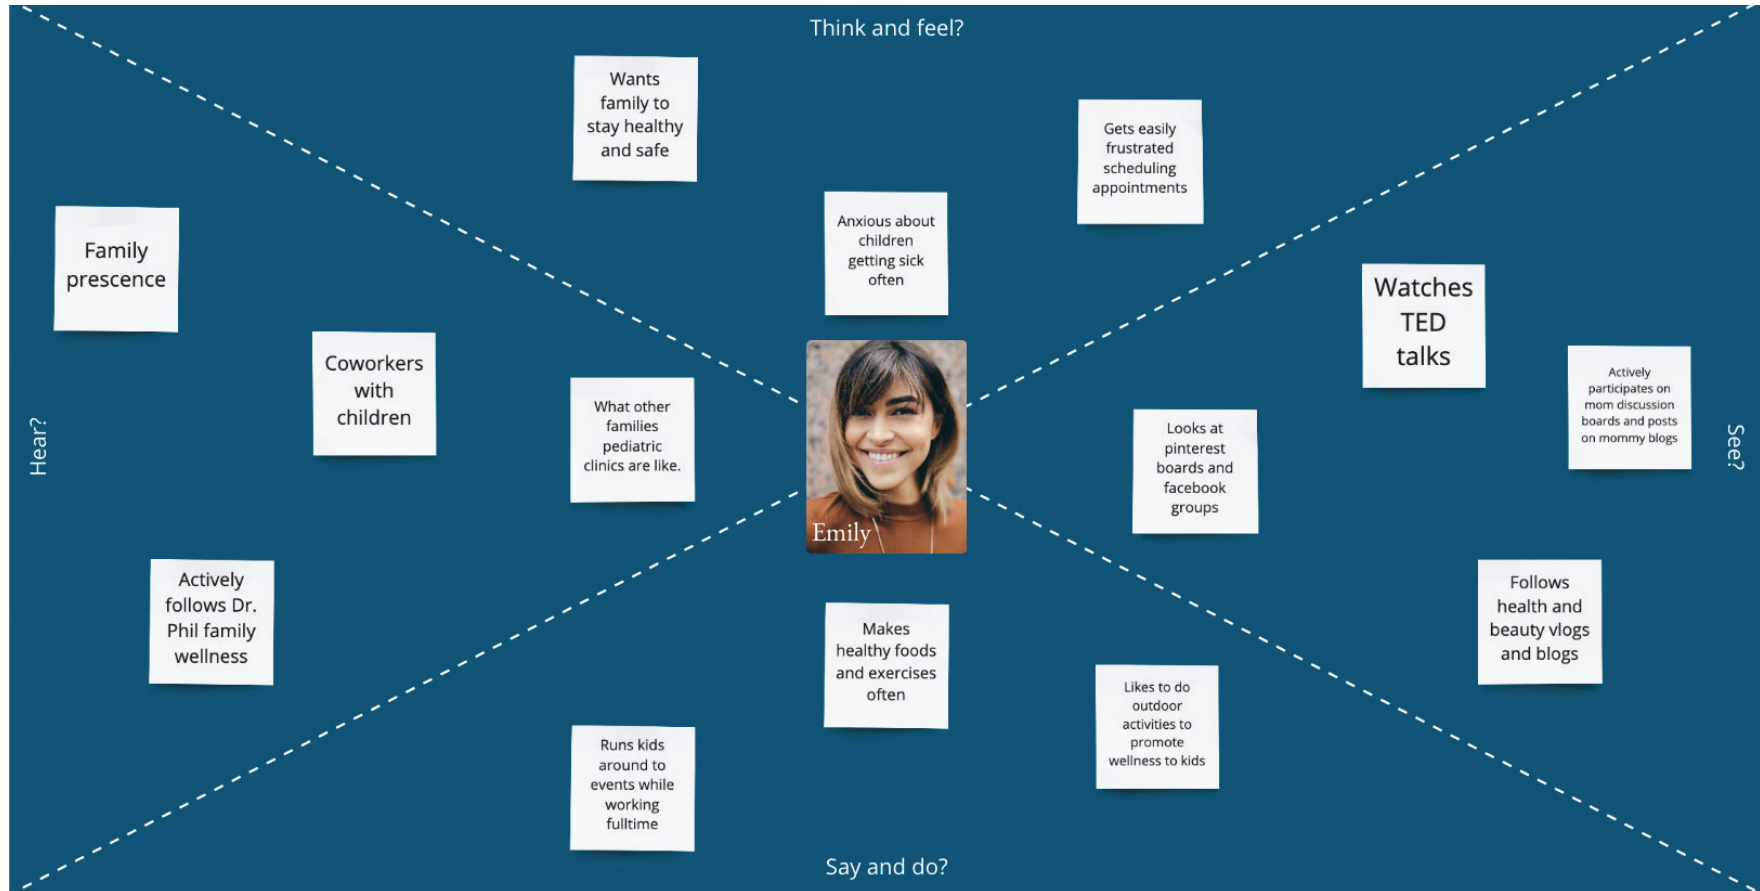 Think and feel?
Wants
family to
stay healthy
and safe
Gets easily
frustrated
scheduling
appointments
Anxious about
children
getting sick
often
Hear?
Family
prescence
Coworkers
with
children
What other
families
pediatric
clinics are like.
Actively
follows Dr.
Phil family
wellness
Emily
See?
Watches
TED
talks
Actively
participates on
mom discussion
boards and posts
on mommy blogs
Looks at
pinterest
boards and
facebook
groups
Follows
health and
beauty vlogs
and blogs
Makes
healthy foods
and exercises
often
Likes to do
outdoor
activities to
promote
wellness to kids
Runs kids
around to
events while
working
fulltime
Say and do?